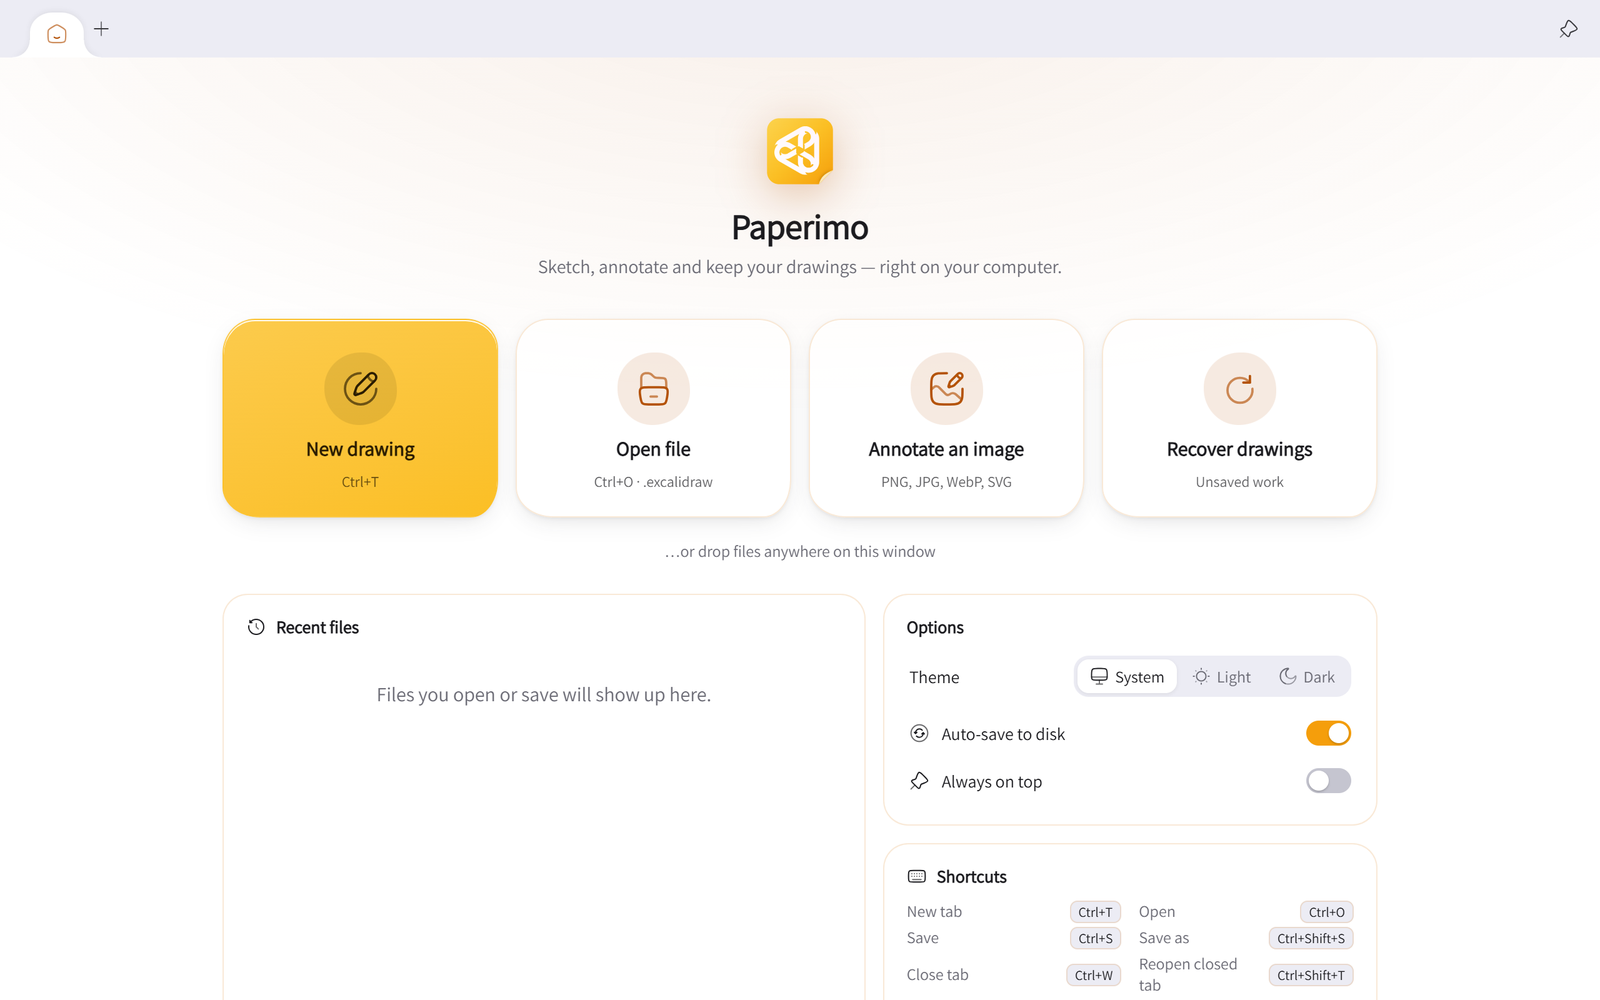 Paperimo
Sketch, annotate and keep your drawings — right on your computer.
New drawing
Ctrl+T
Open file
Ctrl+O · .excalidraw
Annotate an image
PNG, JPG, WebP, SVG
Recover drawings
Unsaved work
…or drop files anywhere on this window
Recent files
Files you open or save will show up here.
Options
Theme
System
Light
Dark
Auto-save to disk
Always on top
Shortcuts
New tab
Ctrl+T
Open
Ctrl+O
Save
Ctrl+S
Save as
Ctrl+Shift+S
Close tab
Ctrl+W
Reopen closed
tab
Ctrl+Shift+T